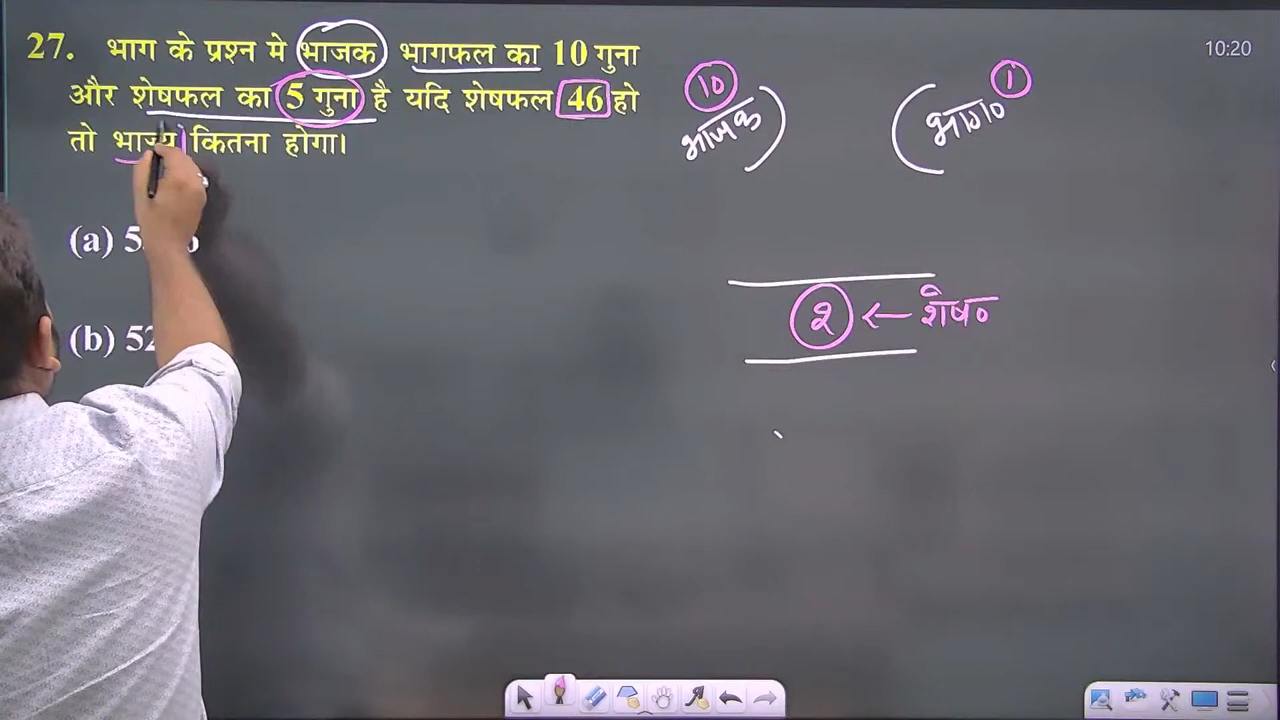 27. भाग के प्रश्न मे भाजक भागफल का 10 गुना
और शेषफल का 5 गुना है यदि शेषफल 46 हो
तो भाज्य कितना होगा।
(a) 5
(b) 52
10:20
10
भाजक
1
भाग०
२ ← शेष०